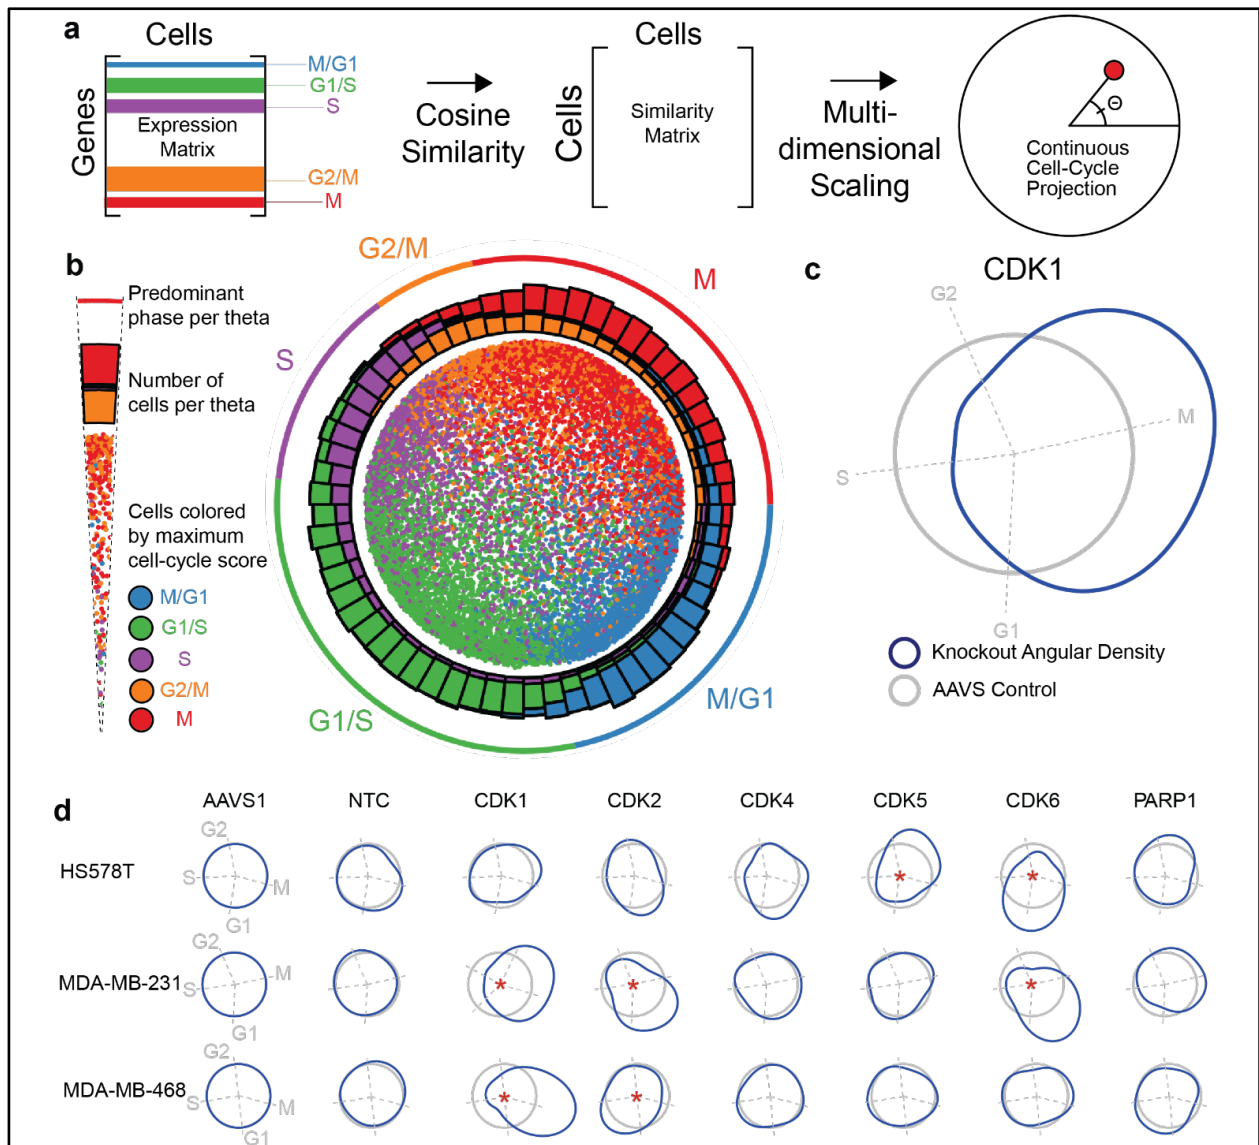 a
Cells
Genes
Expression
Matrix
M/G1
G1/S
S
G2/M
M
Cosine
Similarity
Cells
Cells
Similarity
Matrix
Multi-
dimensional
Scaling
Θ
Continuous
Cell-Cycle
Projection
b
Predominant
phase per theta
Number of
cells per theta
Cells colored
by maximum
cell-cycle score
M/G1
G1/S
S
G2/M
M
G2/M
M
S
G1/S
M/G1
c
CDK1
G2
M
S
G1
Knockout Angular Density
AAVS Control
d
AAVS1 NTC CDK1 CDK2 CDK4 CDK5 CDK6 PARP1
HS578T
G2
S
M
G1
* *
MDA-MB-231
G2
M
S
G1
* * *
MDA-MB-468
G2
S
M
G1
* *